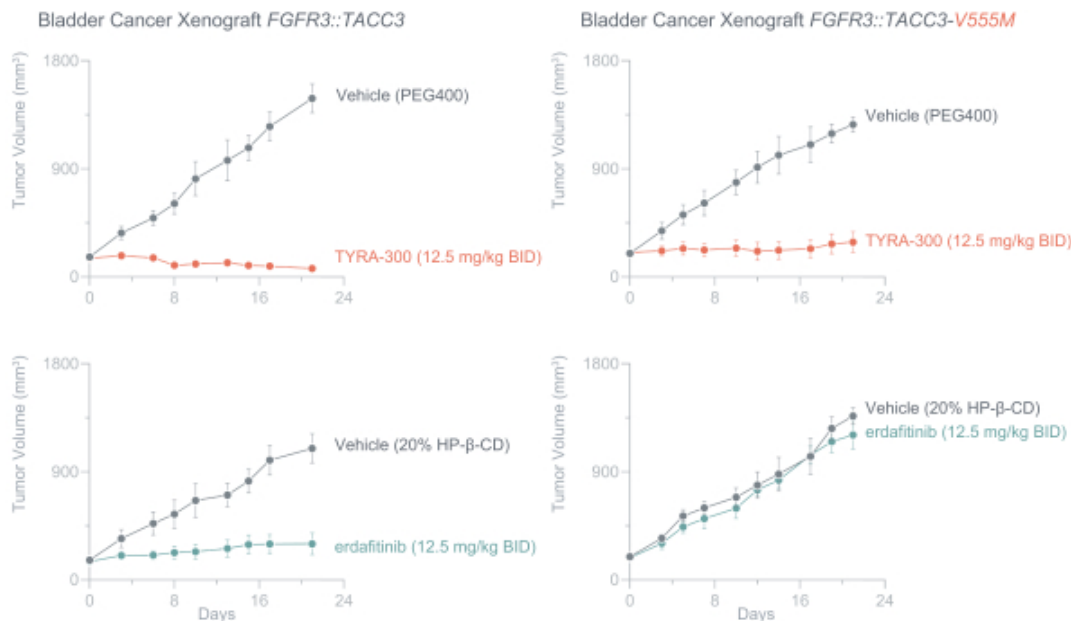 Bladder Cancer Xenograft FGFR3::TACC3
1800
900
0
Tumor Volume (mm³)
Vehicle (PEG400)
TYRA-300 (12.5 mg/kg BID)
0 8 16 24
Bladder Cancer Xenograft FGFR3::TACC3-V555M
1800
900
0
Tumor Volume (mm³)
Vehicle (PEG400)
TYRA-300 (12.5 mg/kg BID)
0 8 16 24
1800
900
0
Tumor Volume (mm³)
Vehicle (20% HP-β-CD)
erdafitinib (12.5 mg/kg BID)
0 8 16 24
Days
1800
900
0
Tumor Volume (mm³)
Vehicle (20% HP-β-CD)
erdafitinib (12.5 mg/kg BID)
0 8 16 24
Days